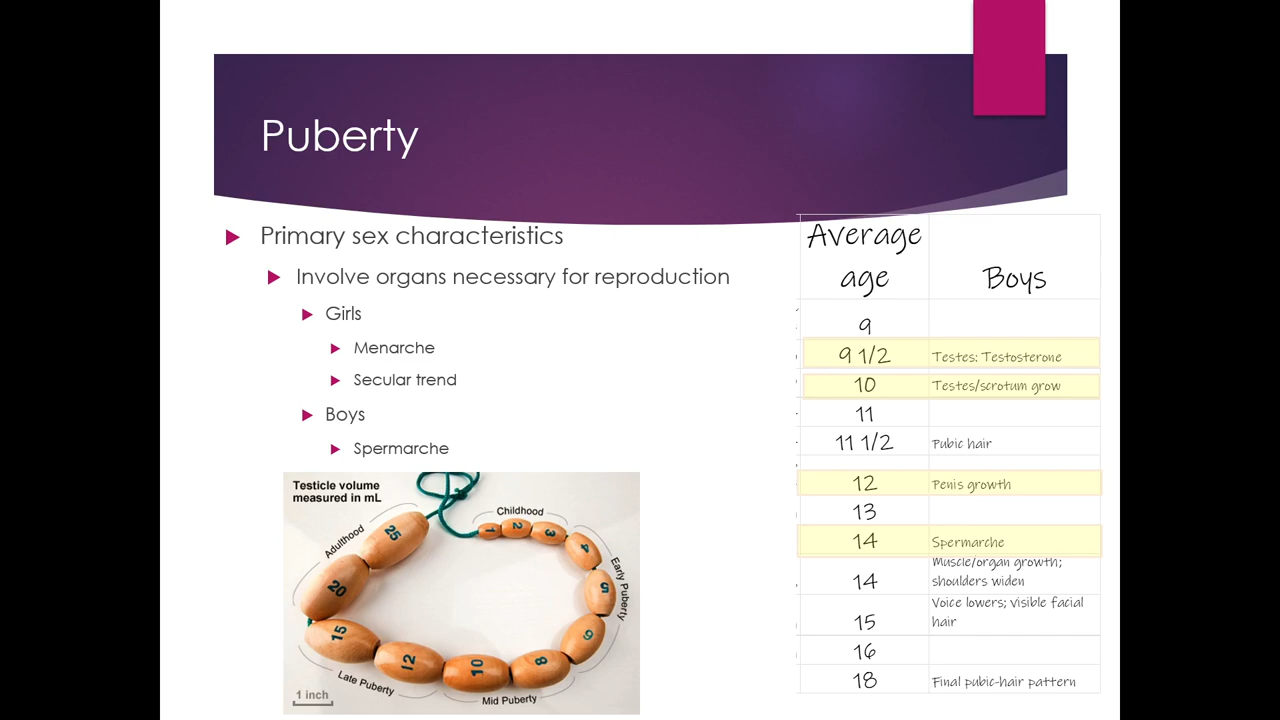 Puberty
Primary sex characteristics
Involve organs necessary for reproduction
Girls
Menarche
Secular trend
Boys
Spermarche
Testicle volume
measured in mL
Childhood
Early Puberty
Mid Puberty
Late Puberty
Adulthood
1
2
3
4
5
6
8
10
12
15
20
25
1 inch
Average
age Boys
9
9 1/2 Testes: Testosterone
10 Testes/scrotum grow
11
11 1/2 Pubic hair
12 Penis growth
13
14 Spermarche
14 Muscle/organ growth;
shoulders widen
15 Voice lowers; visible facial
hair
16
18 Final pubic-hair pattern